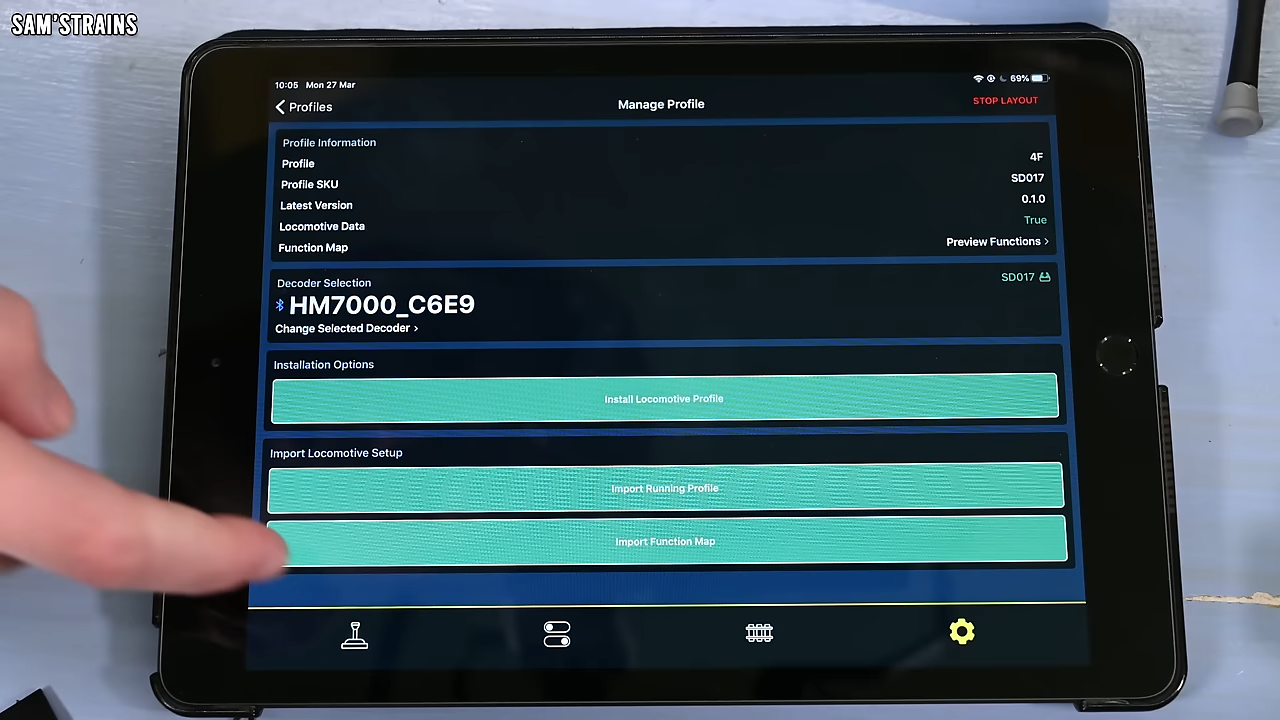 SAM'STRAINS
10:05 Mon 27 Mar
69%
Profiles
Manage Profile
STOP LAYOUT
Profile Information
Profile 4F
Profile SKU SD017
Latest Version 0.1.0
Locomotive Data True
Function Map Preview Functions >
Decoder Selection SD017
HM7000_C6E9
Change Selected Decoder >
Installation Options
Install Locomotive Profile
Import Locomotive Setup
Import Running Profile
Import Function Map